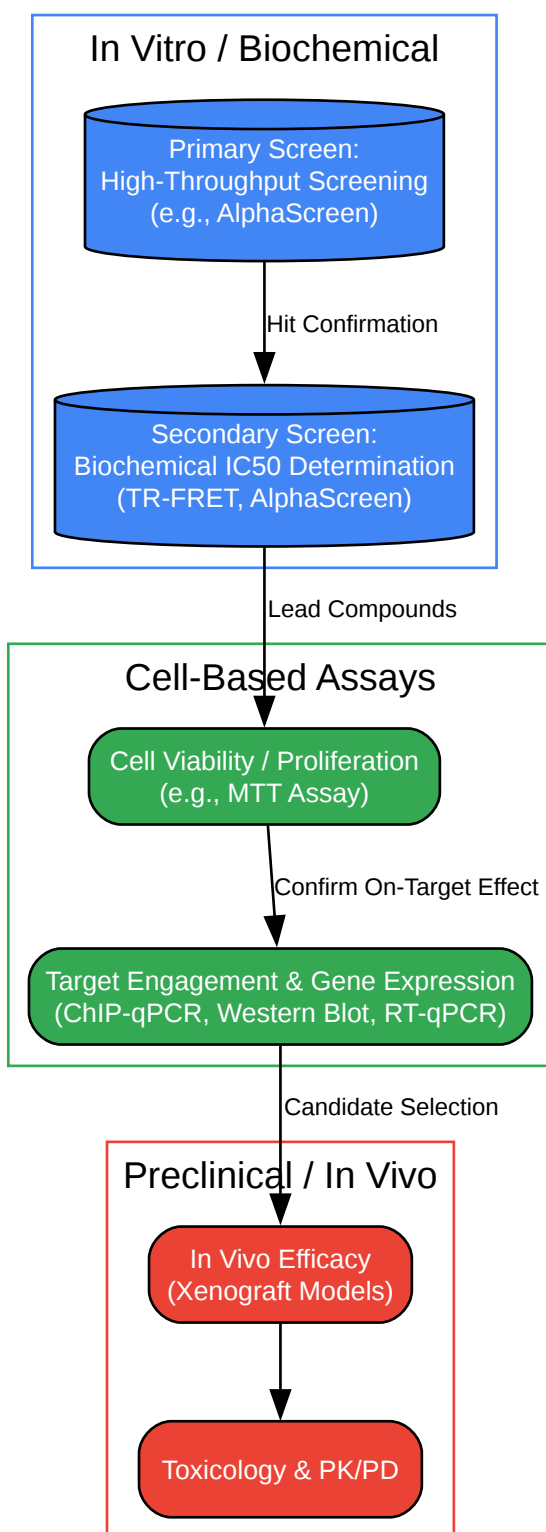 In Vitro / Biochemical
Primary Screen:
High-Throughput Screening
(e.g., AlphaScreen)
Hit Confirmation
Secondary Screen:
Biochemical IC50 Determination
(TR-FRET, AlphaScreen)
Lead Compounds
Cell-Based Assays
Cell Viability / Proliferation
(e.g., MTT Assay)
Confirm On-Target Effect
Target Engagement & Gene Expression
(ChIP-qPCR, Western Blot, RT-qPCR)
Candidate Selection
Preclinical / In Vivo
In Vivo Efficacy
(Xenograft Models)
Toxicology & PK/PD